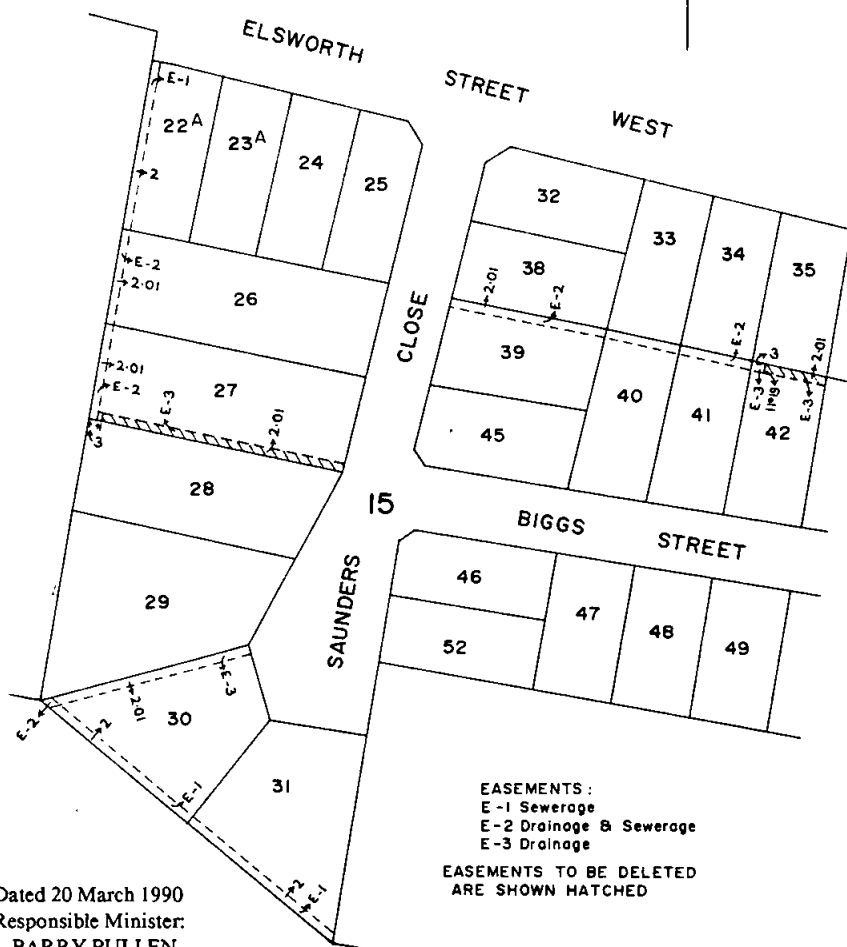 ELSWORTH STREET WEST
E-1
22A
23A
24
25
2
32
33
34
35
E-2
2·01
26
38
2·01
E-2
E-2
3
2·01
CLOSE
39
40
41
E-3
E-3
42
2·01
E-2
27
E-3
2·01
3
45
28
15
BIGGS STREET
29
SAUNDERS
46
47
48
49
52
E-2
2·01
E-3
30
2
E-1
31
2
E-1
EASEMENTS :
E-1 Sewerage
E-2 Drainage & Sewerage
E-3 Drainage
EASEMENTS TO BE DELETED
ARE SHOWN HATCHED
Dated 20 March 1990
Responsible Minister:
BARRY PULLEN